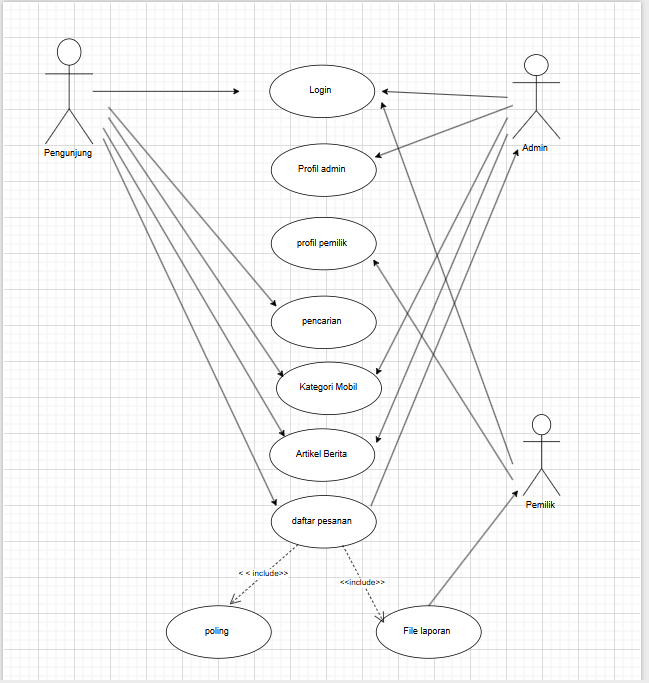 Login
Pengunjung
Admin
Profil admin
profil pemilik
pencarian
Kategori Mobil
Artikel Berita
Pemilik
daftar pesanan
< < include>>
<<include>>
poling
File laporan